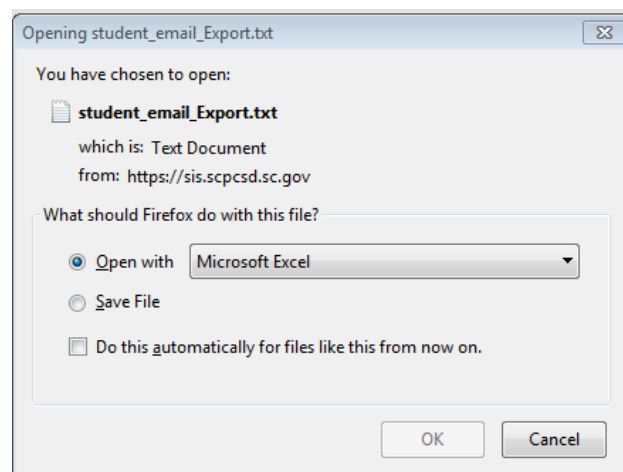 Opening student_email_Export.txt
You have chosen to open:
student_email_Export.txt
which is: Text Document
from: https://sis.scpcsd.sc.gov
What should Firefox do with this file?
Open with Microsoft Excel
Save File
Do this automatically for files like this from now on.
OK Cancel